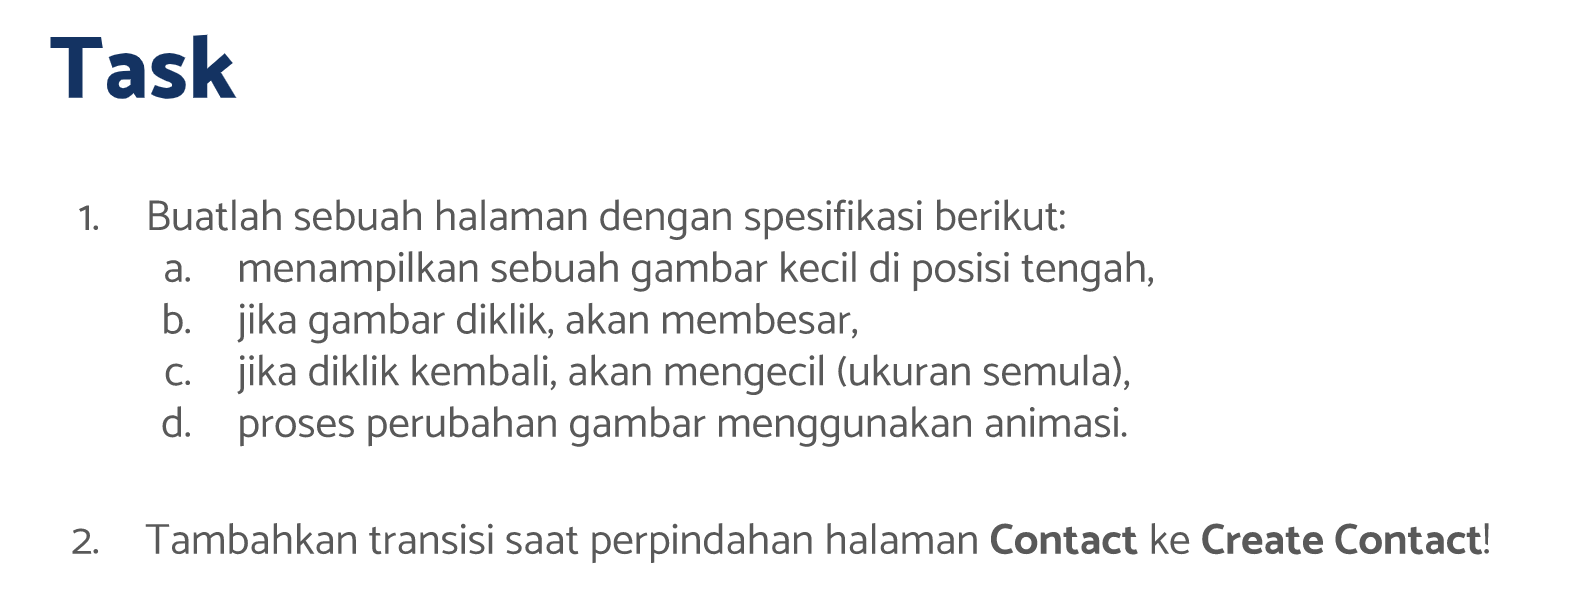 Task
1. Buatlah sebuah halaman dengan spesifikasi berikut:
a. menampilkan sebuah gambar kecil di posisi tengah,
b. jika gambar diklik, akan membesar,
c. jika diklik kembali, akan mengecil (ukuran semula),
d. proses perubahan gambar menggunakan animasi.
2. Tambahkan transisi saat perpindahan halaman Contact ke Create Contact!